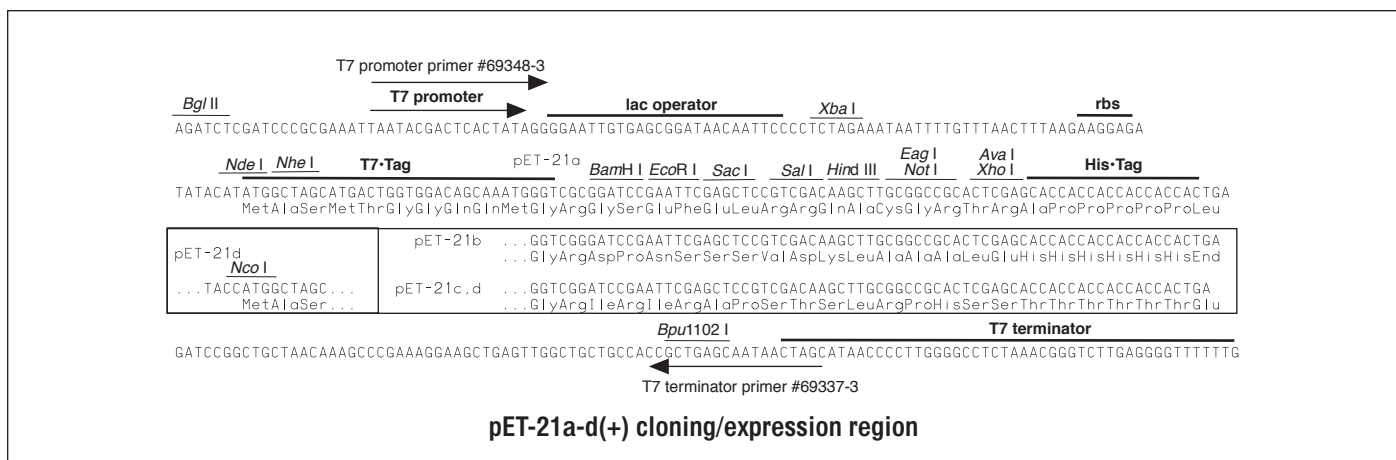 T7 promoter primer #69348-3
Bgl II T7 promoter lac operator Xba I rbs
AGATCTCGATCCCGCGAAATTAATACGACTCACTATAGGGGAATTGTGAGCGGATAACAATTCCCCTCTAGAAATAATTTTGTTTAACTTTAAGAAGGAGA
pET-21a Eag I Ava I
Nde I Nhe I T7•Tag BamH I EcoR I Sac I Sal I Hind III Not I Xho I His•Tag
TATACATATGGCTAGCATGACTGGTGGACAGCAAATGGGTCGCGGATCCGAATTCGAGCTCCGTCGACAAGCTTGCGGCCGCACTCGAGCACCACCACCACCACCACTGA
MetAlaSerMetThrGlyGlyGlnGlnMetGlyArgGlySerGluPheGluLeuArgArgGlnAlaCysGlyArgThrArgAlaProProProProProLeu
pET-21b ...GGTCGGGATCCGAATTCGAGCTCCGTCGACAAGCTTGCGGCCGCACTCGAGCACCACCACCACCACCACTGA
...GlyArgAspProAsnSerSerSerValAspLysLeuAlaAlaAlaLeuGluHisHisHisHisHisHisEnd
pET-21d
Nco I
...TACCATGGCTAGC... pET-21c,d ...GGTCGGATCCGAATTCGAGCTCCGTCGACAAGCTTGCGGCCGCACTCGAGCACCACCACCACCACCACTGA
MetAlaSer... ...GlyArgIleArgIleArgAlaProSerThrSerLeuArgProHisSerSerThrThrThrThrThrGlu
Bpu1102 I T7 terminator
GATCCGGCTGCTAACAAAGCCCGAAAGGAAGCTGAGTTGGCTGCTGCCACCGCTGAGCAATAACTAGCATAACCCCTTGGGGCCTCTAAACGGGTCTTGAGGGGTTTTTTG
T7 terminator primer #69337-3
pET-21a-d(+) cloning/expression region